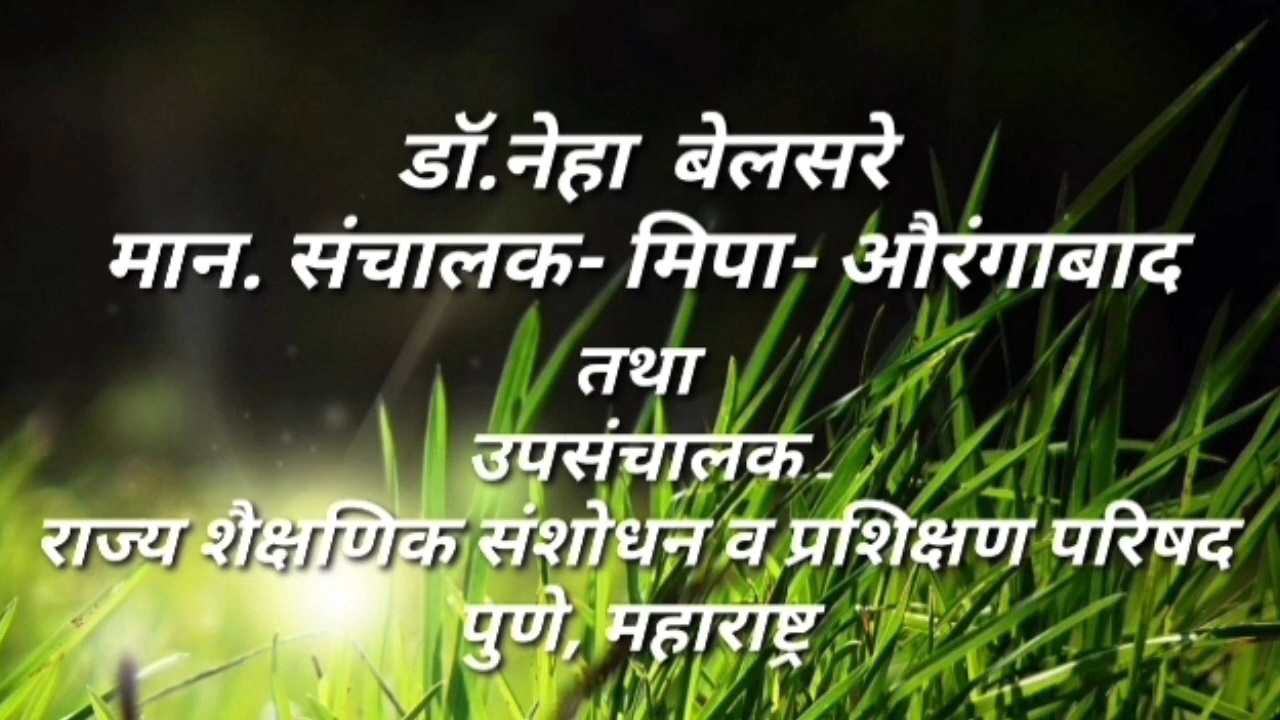 डॉ.नेहा बेलसरे
मान. संचालक- मिपा- औरंगाबाद
तथा
उपसंचालक
राज्य शैक्षणिक संशोधन व प्रशिक्षण परिषद
पुणे, महाराष्ट्र